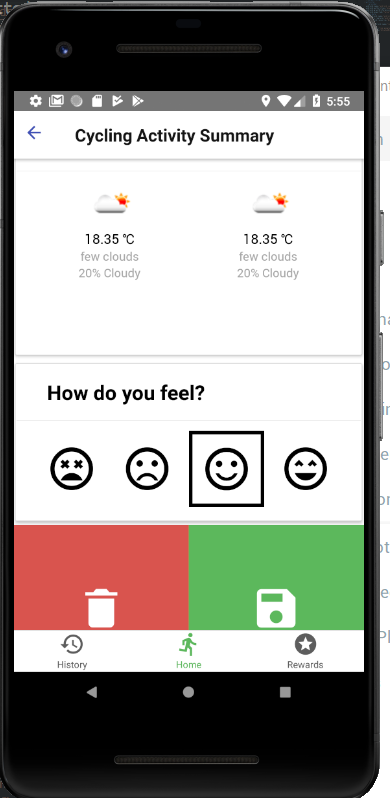 5:55
Cycling Activity Summary
18.35 °C 18.35 °C
few clouds few clouds
20% Cloudy 20% Cloudy
How do you feel?
History Home Rewards